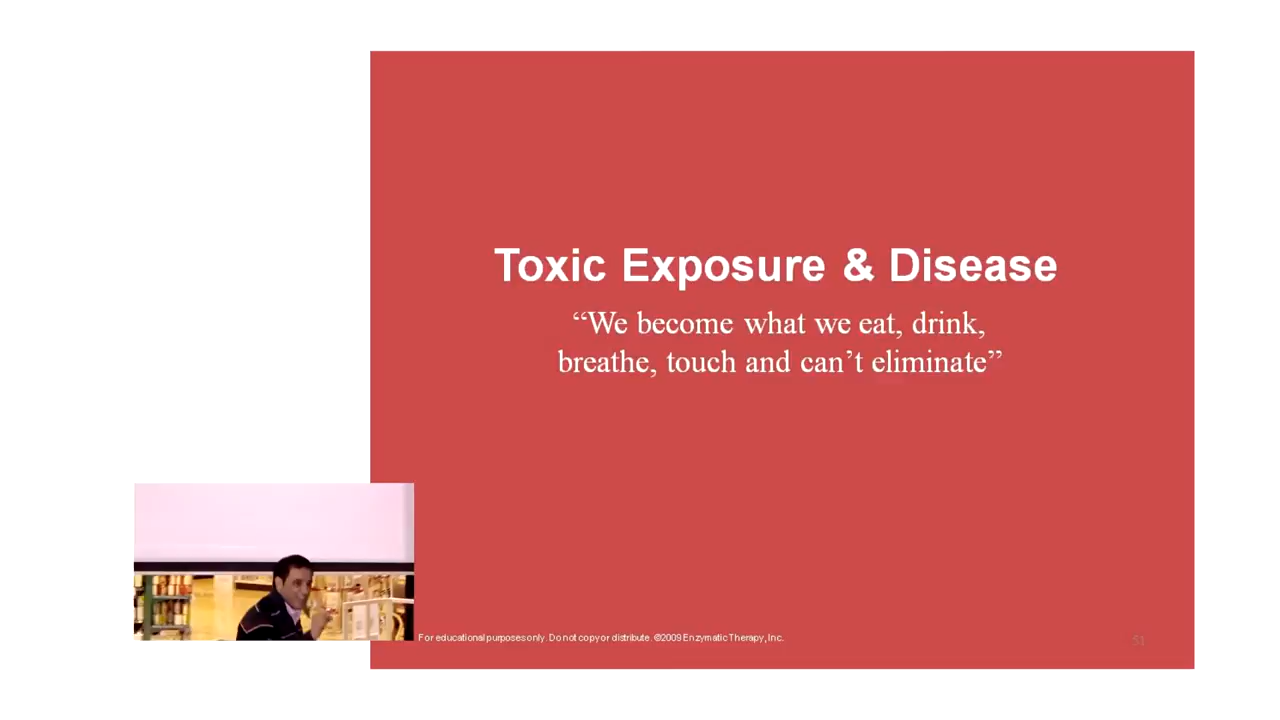 Toxic Exposure & Disease
“We become what we eat, drink,
breathe, touch and can’t eliminate”
For educational purposes only. Do not copy or distribute. ©2009 Enzymatic Therapy, Inc.
51